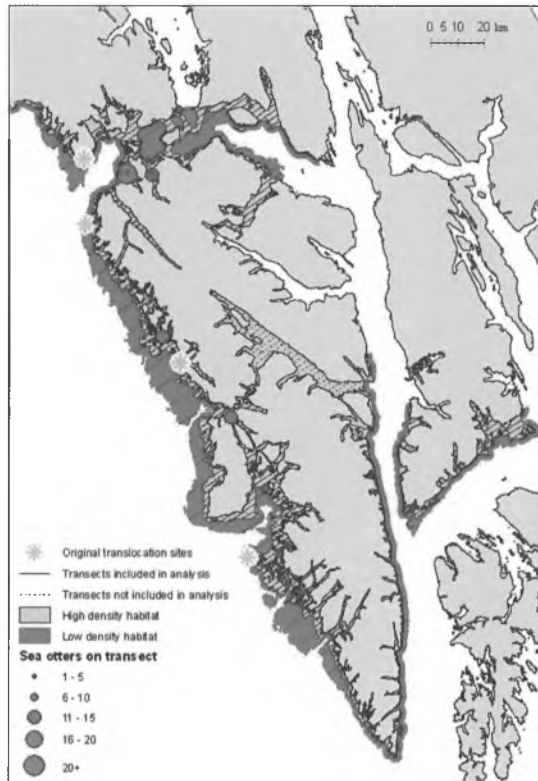 0 5 10 20 km
Original translocation sites
Transects included in analysis
Transects not included in analysis
High density habitat
Low density habitat
Sea otters on transect
1 - 5
6 - 10
11 - 15
16 - 20
20+